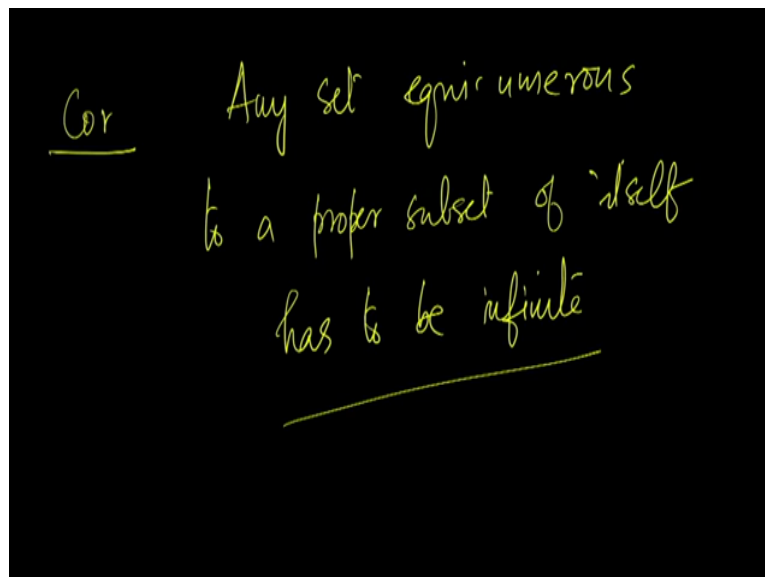 Cor Any set equinumerous
to a proper subset of itself
has to be infinite